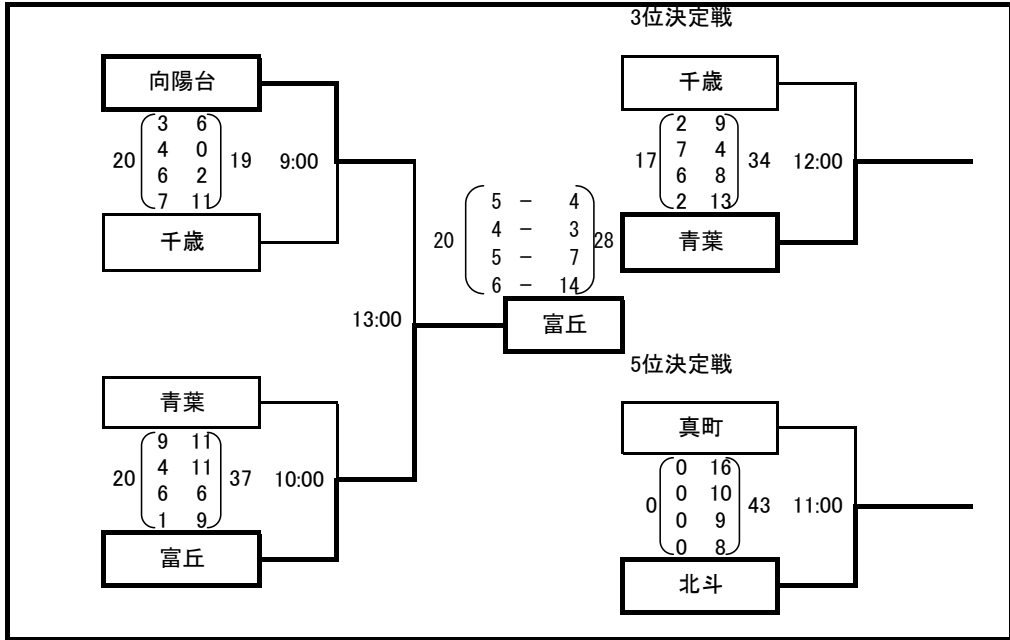 3位決定戦
向陽台
3 6
20 4 0 19 9:00
6 2
7 11
千歳
千歳
2 9
17 7 4 34 12:00
6 8
2 13
青葉
5 － 4
20 4 － 3 28
5 － 7
6 － 14
13:00
富丘
青葉
9 11
20 4 11 37 10:00
6 6
1 9
富丘
5位決定戦
真町
0 16
0 0 10 43 11:00
0 9
0 8
北斗